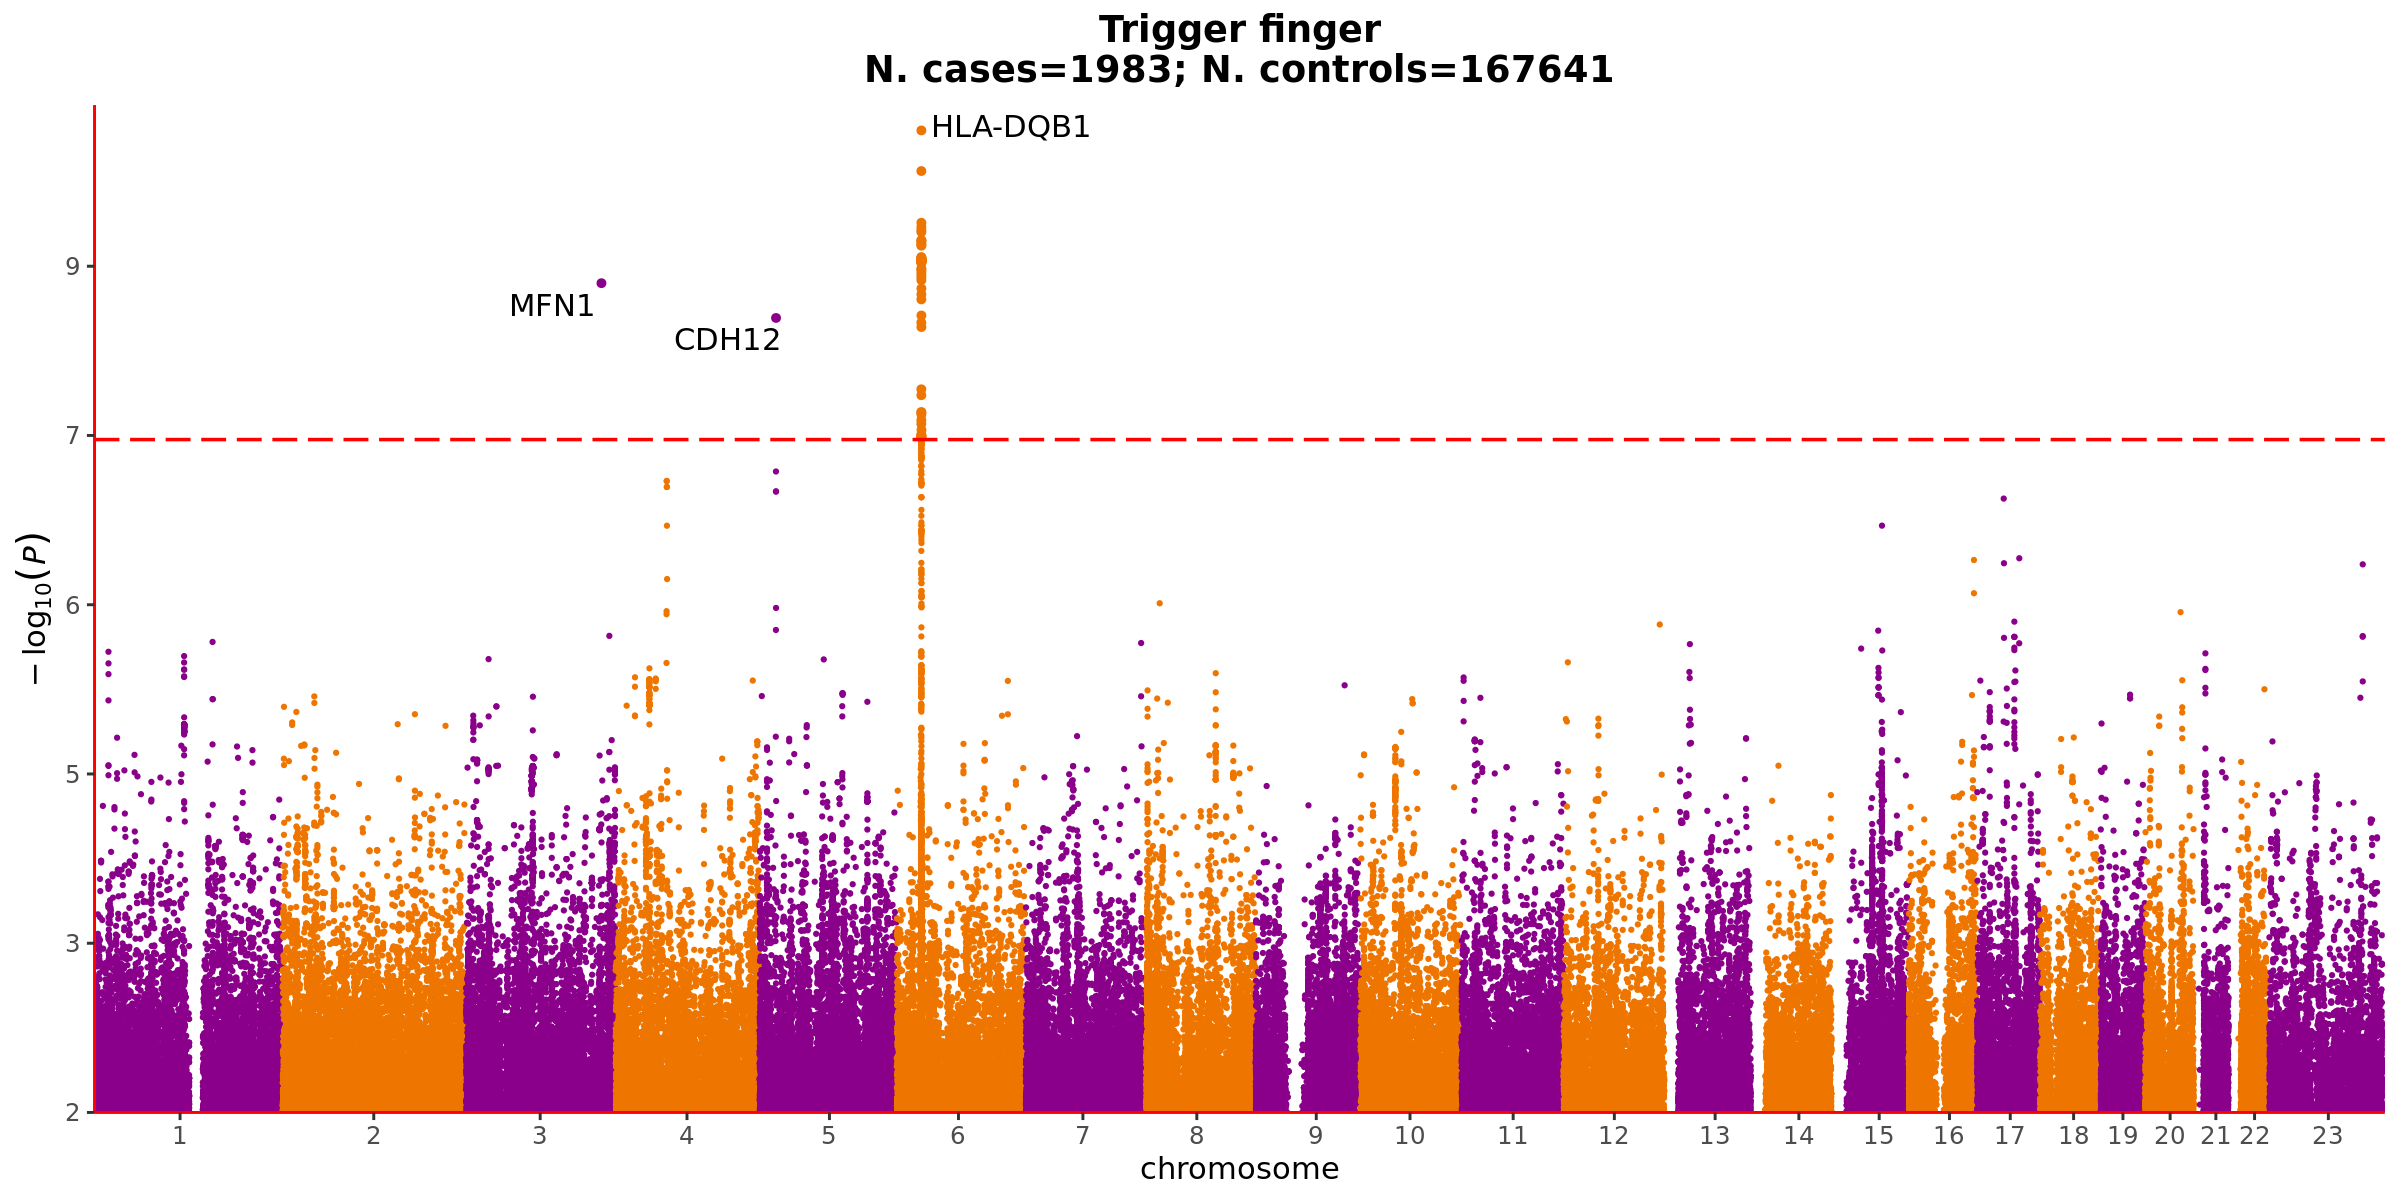 Trigger finger
N. cases=1983; N. controls=167641
HLA-DQB1
9
MFN1
CDH12
7
6
− log10(P)
5
3
2
1 2 3 4 5 6 7 8 9 10 11 12 13 14 15 16 17 18 19 20 21 22 23
chromosome